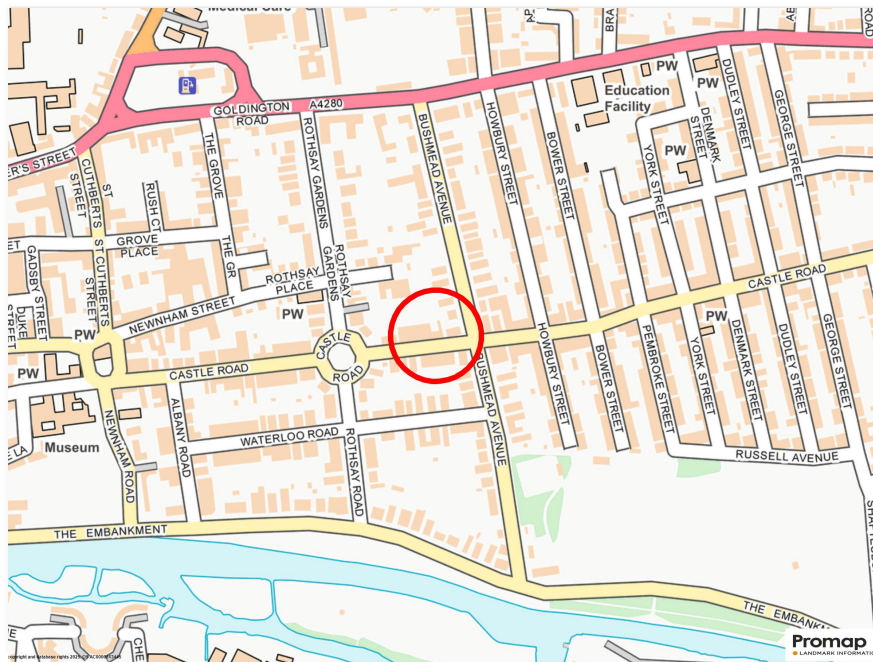 Medical Care
GOLDINGTON
ROAD
A4280
ER'S STREET
ST
CUTHBERTS
STREET
ST CUTHBERTS
STREET
RUSH CT
THE GROVE
ROTHSAY GARDENS
BUSHMEAD AVENUE
HOWBURY STREET
BOWER STREET
PW
PW
Education
Facility
PW
YORK STREET
DENMARK
STREET
DUDLEY STREET
GEORGE STREET
ROAD
BRA
GADSBY STREET
GROVE
PLACE
THE GR
ROTHSAY
GARDENS
ROTHSAY
PLACE
NEWNHAM STREET
DUKE
STREET
PW
PW
PW
CASTLE
ROAD
CASTLE ROAD
CASTLE ROAD
PW
HOWBURY STREET
BOWER STREET
PEMBROKE STREET
YORK STREET
DENMARK STREET
DUDLEY STREET
GEORGE STREET
Museum
NEWNHAM ROAD
ALBANY ROAD
WATERLOO ROAD
ROTHSAY ROAD
BUSHMEAD AVENUE
RUSSELL AVENUE
THE EMBANKMENT
THE EMBANKMENT
Promap
LANDMARK INFORMATIO